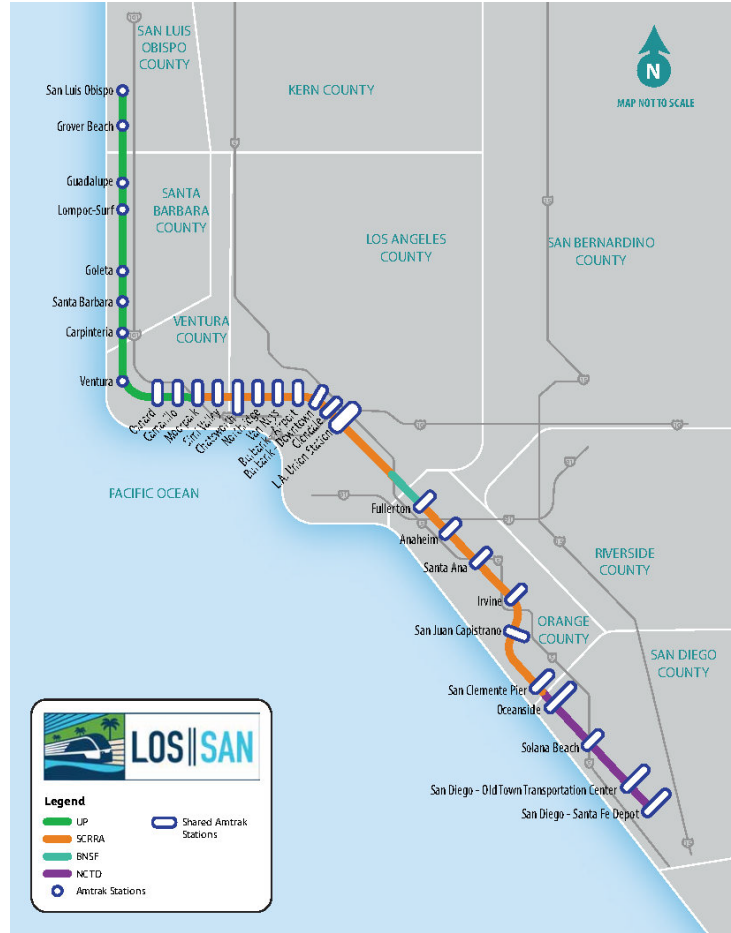 SAN LUIS
OBISPO
COUNTY
KERN COUNTY
N
MAP NOT TO SCALE
San Luis Obispo
Grover Beach
Guadalupe
Lompoc-Surf
SANTA
BARBARA
COUNTY
LOS ANGELES
COUNTY
SAN BERNARDINO
COUNTY
Goleta
Santa Barbara
Carpinteria
VENTURA
COUNTY
Ventura
Oxnard
Camarillo
Moorpark
Simi Valley
Chatsworth
Northridge
Van Nuys
Burbank - Airport
Burbank - Downtown
Glendale
L.A. Union Station
PACIFIC OCEAN
Fullerton
Anaheim
Santa Ana
RIVERSIDE
COUNTY
Irvine
San Juan Capistrano
ORANGE
COUNTY
SAN DIEGO
COUNTY
San Clemente Pier
Oceanside
Solana Beach
San Diego - Old Town Transportation Center
San Diego - Santa Fe Depot
LOS SAN
Legend
UP
SCRRA
BNSF
NCTD
Amtrak Stations
Shared Amtrak
Stations